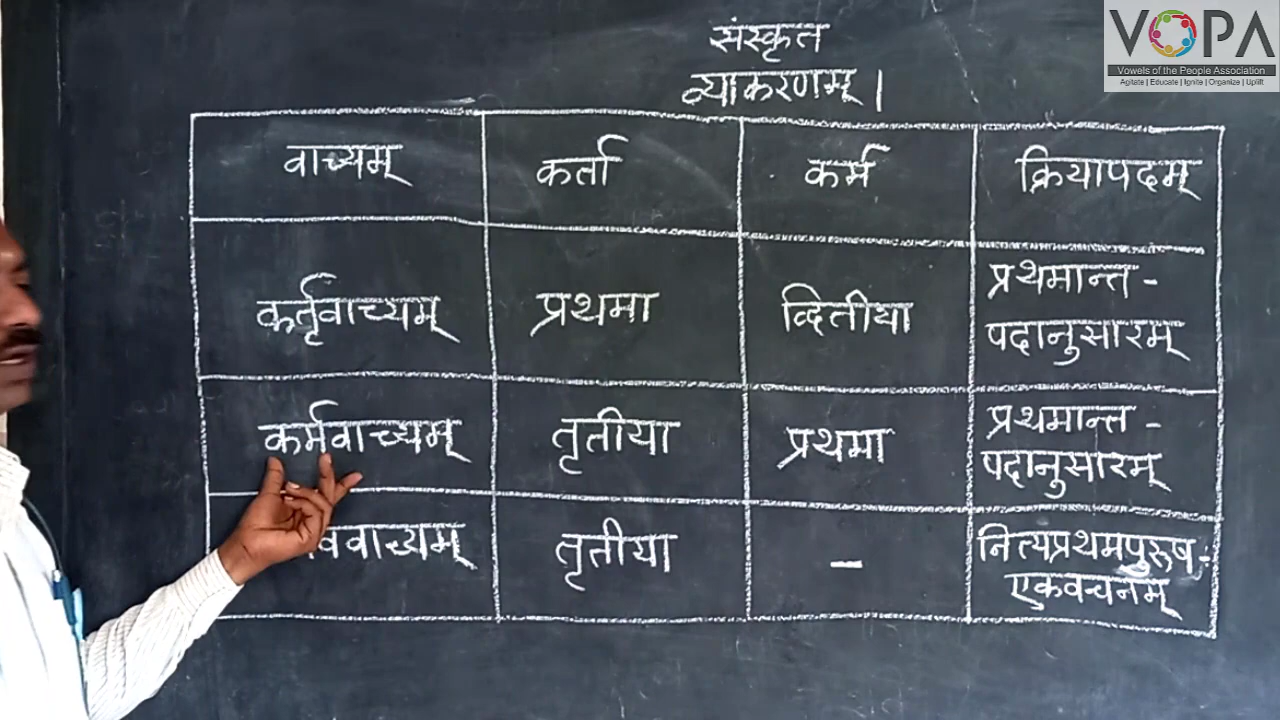 VOPA
Vowels of the People Association
Agitate | Educate | Ignite | Organize | Uplift
संस्कृत
व्याकरणम् ।
वाच्यम् कर्ता कर्म क्रियापदम्
कर्तृवाच्यम् प्रथमा व्दितीया प्रथमान्त -
पदानुसारम्
कर्मवाच्यम् तृतीया प्रथमा प्रथमान्त -
पदानुसारम्
ववाच्यम् तृतीया - नित्यप्रथमपुरूष -
एकवचनम्